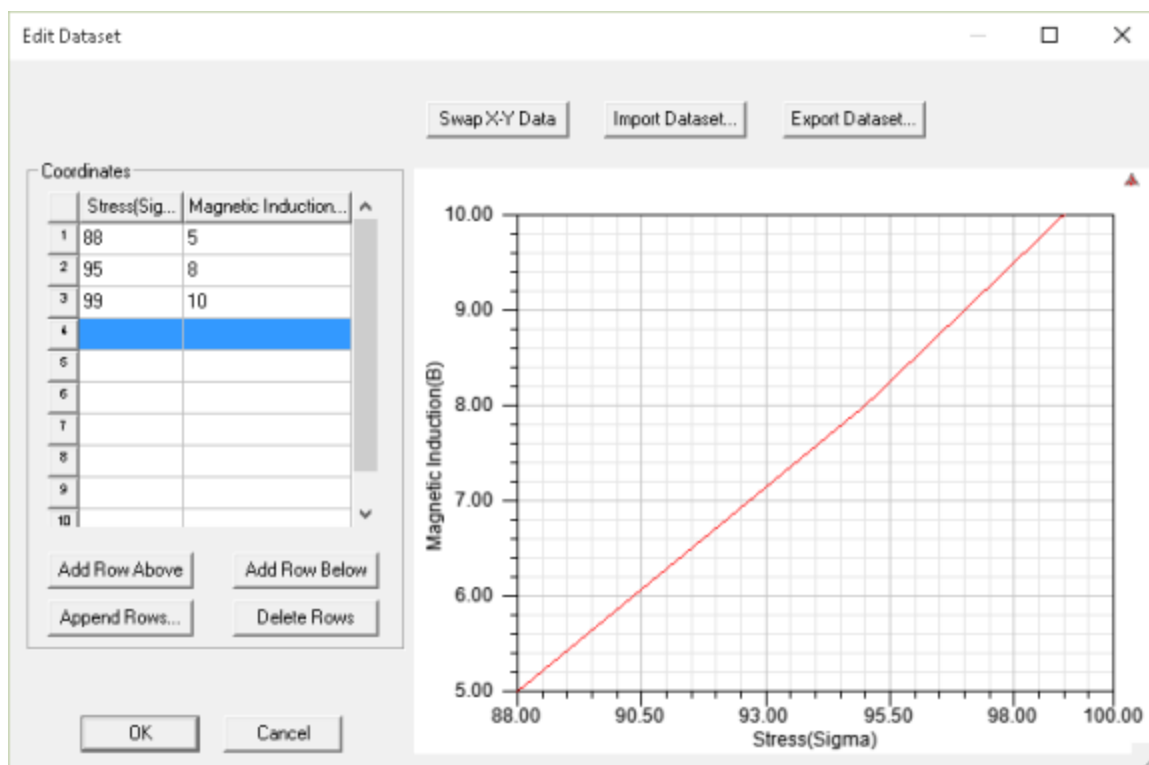 Edit Dataset
Swap X-Y Data Import Dataset... Export Dataset...
Coordinates
Stress(Sig... Magnetic Induction...
1 88 5
2 95 8
3 99 10
4
5
6
7
8
9
10
Add Row Above Add Row Below
Append Rows... Delete Rows
OK Cancel
10.00
9.00
8.00
7.00
6.00
5.00
Magnetic Induction(B)
88.00 90.50 93.00 95.50 98.00 100.00
Stress(Sigma)